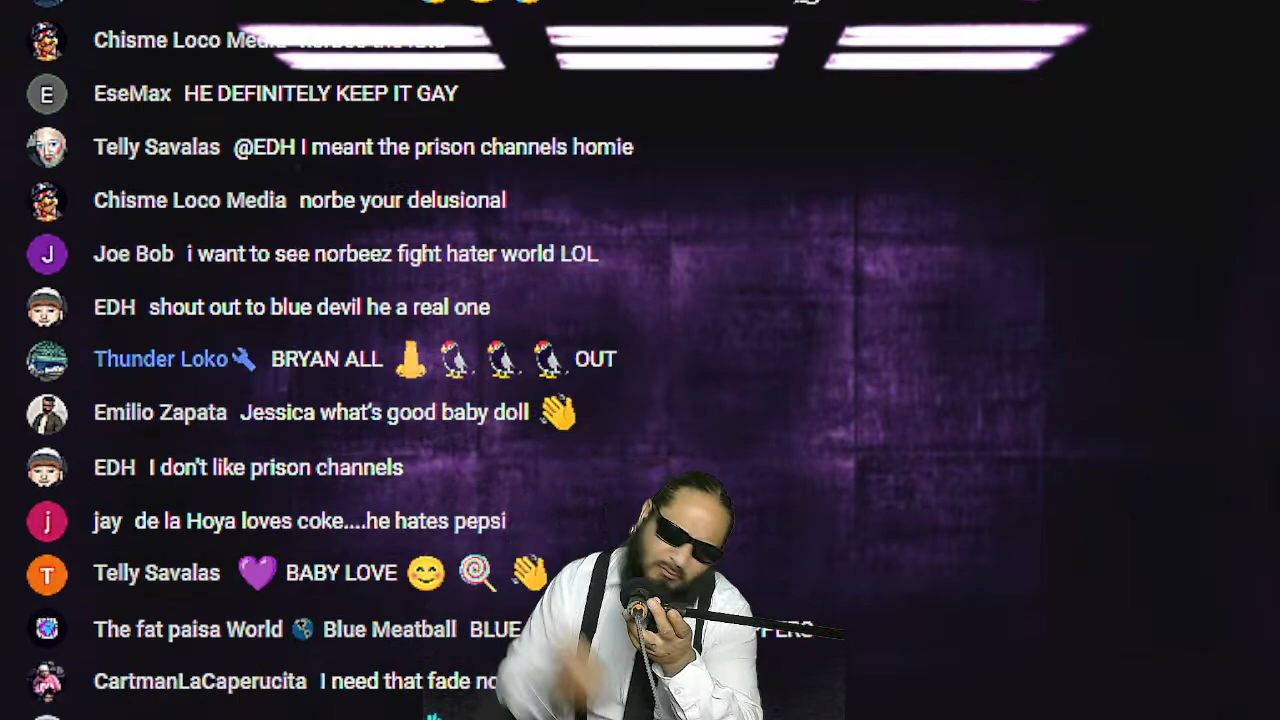 Chisme Loco Media
E EseMax HE DEFINITELY KEEP IT GAY
Telly Savalas @EDH I meant the prison channels homie
Chisme Loco Media norbe your delusional
J Joe Bob i want to see norbeez fight hater world LOL
EDH shout out to blue devil he a real one
Thunder Loko BRYAN ALL OUT
Emilio Zapata Jessica what's good baby doll
EDH I don't like prison channels
j jay de la Hoya loves coke....he hates pepsi
T Telly Savalas BABY LOVE
The fat paisa World Blue Meatball BLUE
CartmanLaCaperucita I need that fade